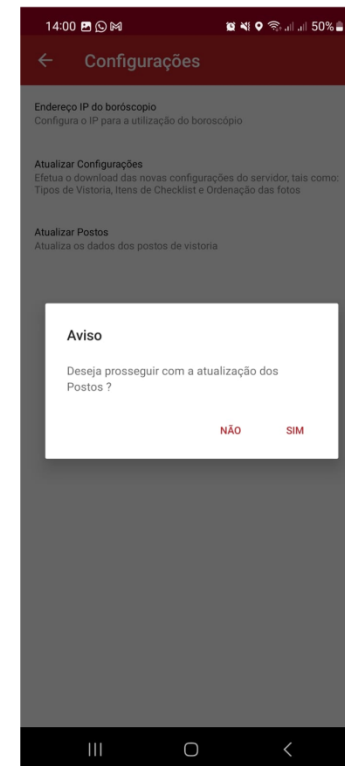 14:00 50%
Configurações
Endereço IP do boróscopio
Configura o IP para a utilização do boroscópio
Atualizar Configurações
Efetua o download das novas configurações do servidor, tais como:
Tipos de Vistoria, Itens de Checklist e Ordenação das fotos
Atualizar Postos
Atualiza os dados dos postos de vistoria
Aviso
Deseja prosseguir com a atualização dos
Postos ?
NÃO SIM